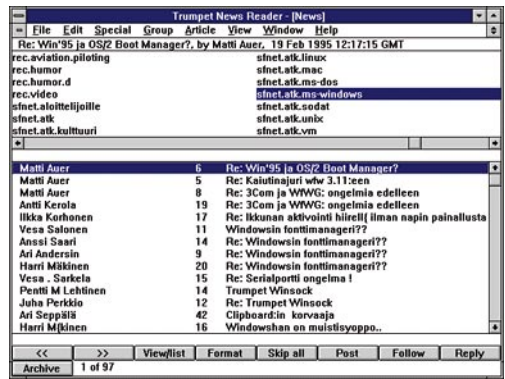 Trumpet News Reader - [News]
File Edit Special Group Article View Window Help
Re: Win'95 ja OS/2 Boot Manager?, by Matti Auer, 19 Feb 1995 12:17:15 GMT
rec.aviation.piloting sfnet.atk.linux
rec.humor sfnet.atk.mac
rec.humor.d sfnet.atk.ms-dos
rec.video sfnet.atk.ms-windows
sfnet.aloittelijoille sfnet.atk.sodat
sfnet.atk sfnet.atk.unix
sfnet.atk.kulttuuri sfnet.atk.vm
Matti Auer 6 Re: Win'95 ja OS/2 Boot Manager?
Matti Auer 5 Re: Kaiutinajuri wfw 3.11:een
Matti Auer 8 Re: 3Com ja WfWG: ongelmia edelleen
Antti Kerola 19 Re: 3Com ja WfWG: ongelmia edelleen
Ilkka Korhonen 17 Re: Ikkunan aktivointi hiirell( ilman napin painallusta
Vesa Salonen 11 Windowsin fonttimanageri??
Anssi Saari 14 Re: Windowsin fonttimanageri??
Ari Andersin 9 Re: Windowsin fonttimanageri??
Harri Mäkinen 20 Re: Windowsin fonttimanageri??
Vesa . Sarkela 15 Re: Serialportti ongelma !
Pentti M Lehtinen 14 Trumpet Winsock
Juha Perkkio 12 Re: Trumpet Winsock
Ari Seppälä 42 Clipboard:in korvaaja
Harri M{kinen 16 Windowshan on muistisyoppo..
<< >> View/list Format Skip all Post Follow Reply
Archive 1 of 97